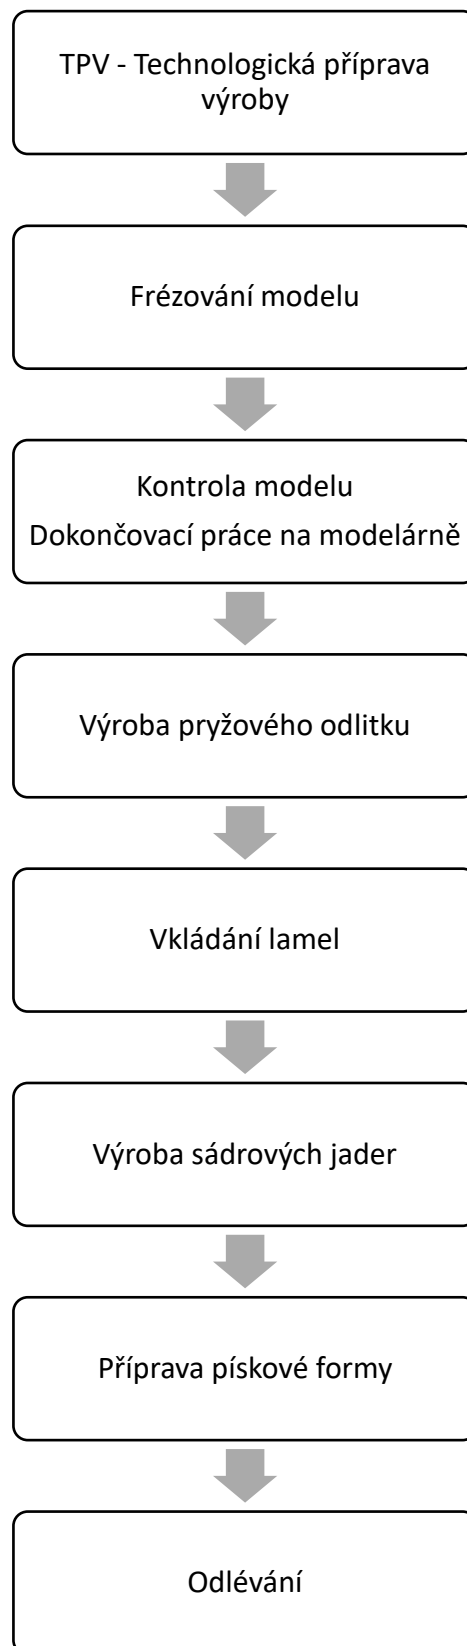 TPV - Technologická příprava
výroby
Frézování modelu
Kontrola modelu
Dokončovací práce na modelárně
Výroba pryžového odlitku
Vkládání lamel
Výroba sádrových jader
Příprava pískové formy
Odlévání